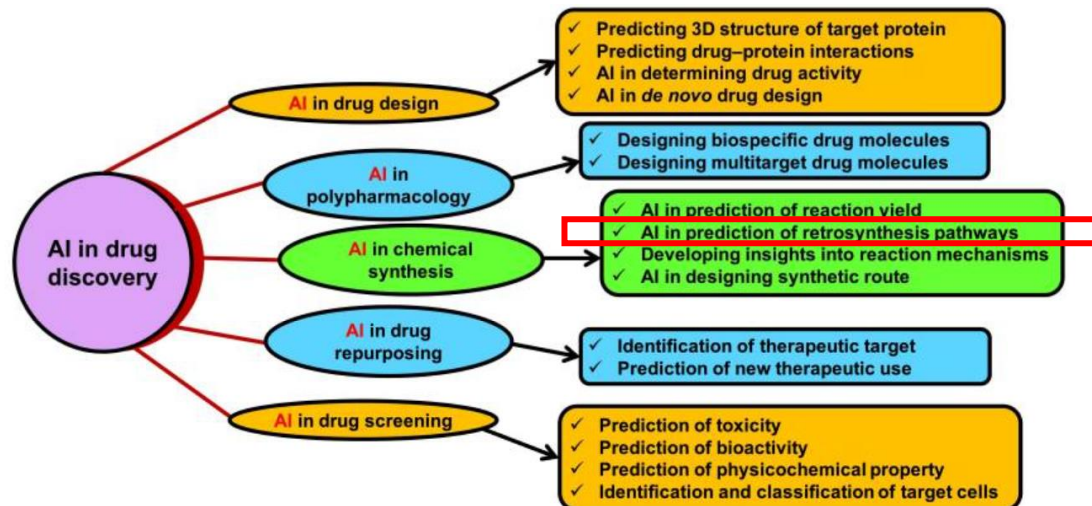 AI in drug
discovery
AI in drug design
✓ Predicting 3D structure of target protein
✓ Predicting drug–protein interactions
✓ AI in determining drug activity
✓ AI in de novo drug design
AI in
polypharmacology
✓ Designing biospecific drug molecules
✓ Designing multitarget drug molecules
AI in chemical
synthesis
✓ AI in prediction of reaction yield
✓ AI in prediction of retrosynthesis pathways
✓ Developing insights into reaction mechanisms
✓ AI in designing synthetic route
AI in drug
repurposing
✓ Identification of therapeutic target
✓ Prediction of new therapeutic use
AI in drug screening
✓ Prediction of toxicity
✓ Prediction of bioactivity
✓ Prediction of physicochemical property
✓ Identification and classification of target cells